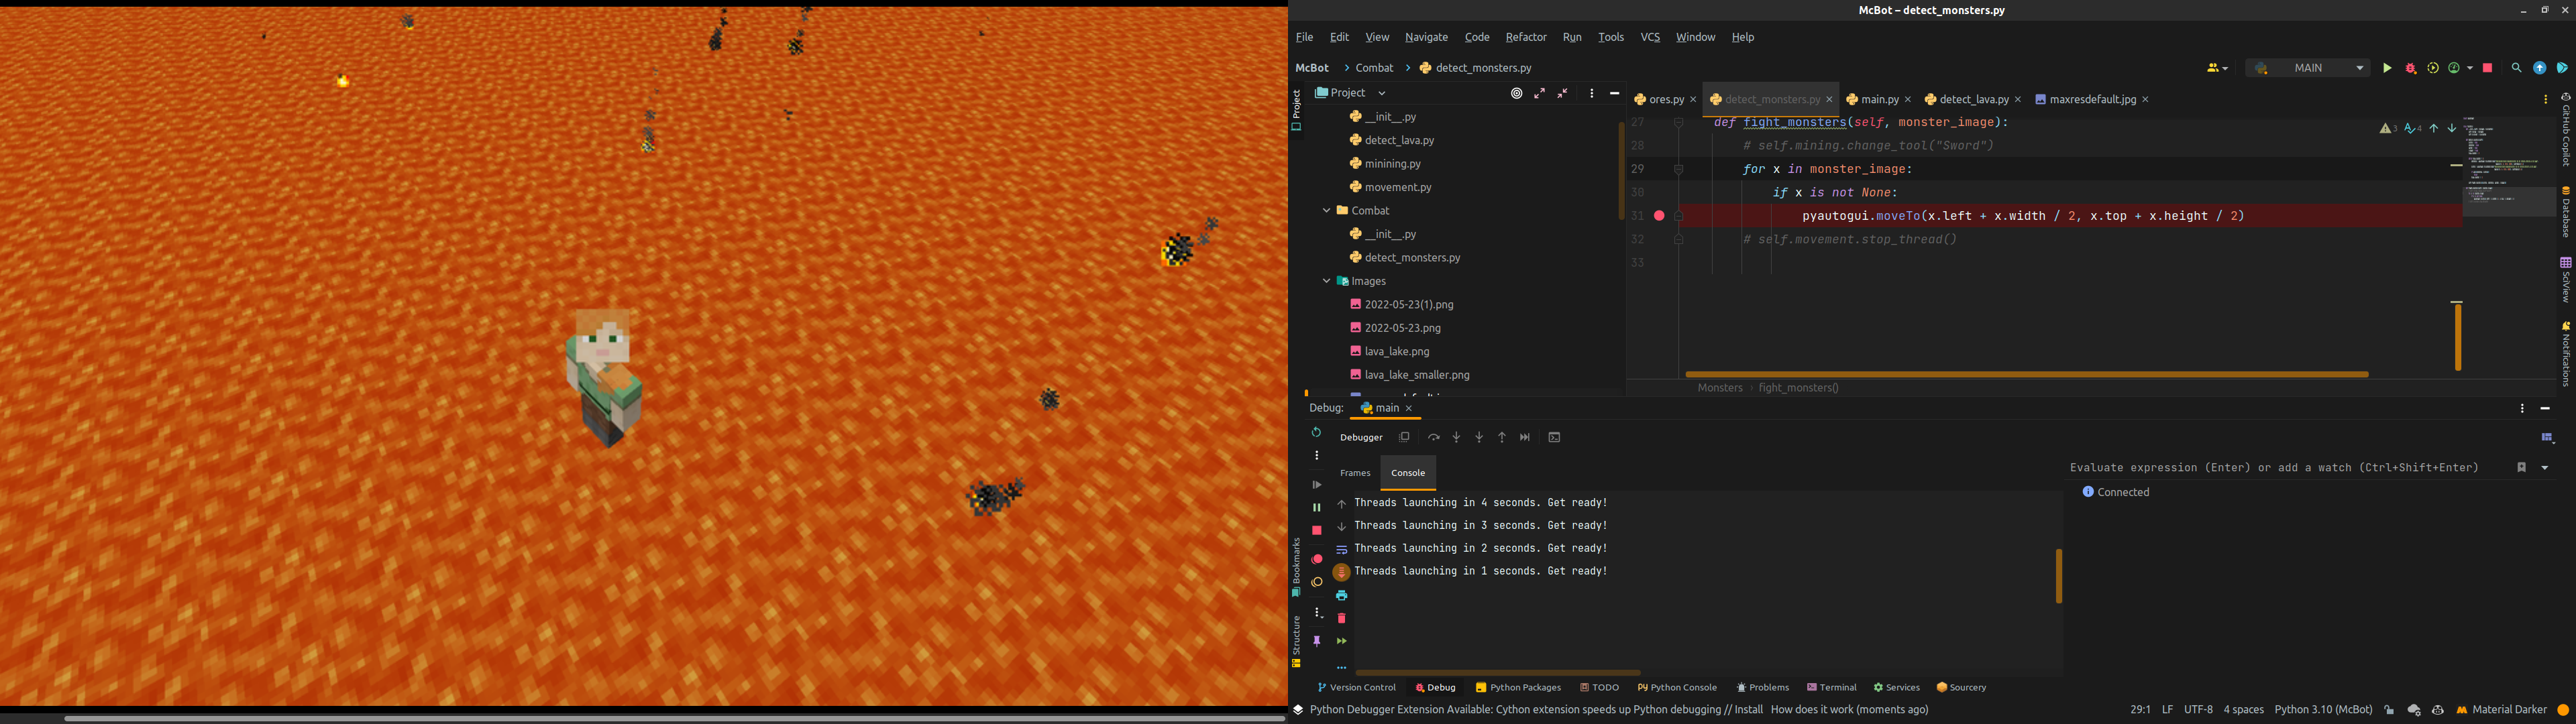 McBot – detect_monsters.py
File Edit View Navigate Code Refactor Run Tools VCS Window Help
McBot Combat detect_monsters.py MAIN
Project
Project
ores.py detect_monsters.py main.py detect_lava.py maxresdefault.jpg
__init__.py
detect_lava.py
minining.py
movement.py
Combat
__init__.py
detect_monsters.py
Images
2022-05-23(1).png
2022-05-23.png
lava_lake.png
lava_lake_smaller.png
27 def fight_monsters(self, monster_image):
28 # self.mining.change_tool("Sword")
29 for x in monster_image:
30 if x is not None:
31 pyautogui.moveTo(x.left + x.width / 2, x.top + x.height / 2)
32 # self.movement.stop_thread()
33
3 4
Monsters fight_monsters()
GitHub Copilot
Database
SciView
Notifications
Debug: main
Debugger
Frames Console
Threads launching in 4 seconds. Get ready!
Threads launching in 3 seconds. Get ready!
Threads launching in 2 seconds. Get ready!
Threads launching in 1 seconds. Get ready!
Evaluate expression (Enter) or add a watch (Ctrl+Shift+Enter)
Connected
Bookmarks
Structure
Version Control Debug Python Packages TODO Python Console Problems Terminal Services Sourcery
Python Debugger Extension Available: Cython extension speeds up Python debugging // Install How does it work (moments ago) 29:1 LF UTF-8 4 spaces Python 3.10 (McBot) Material Darker